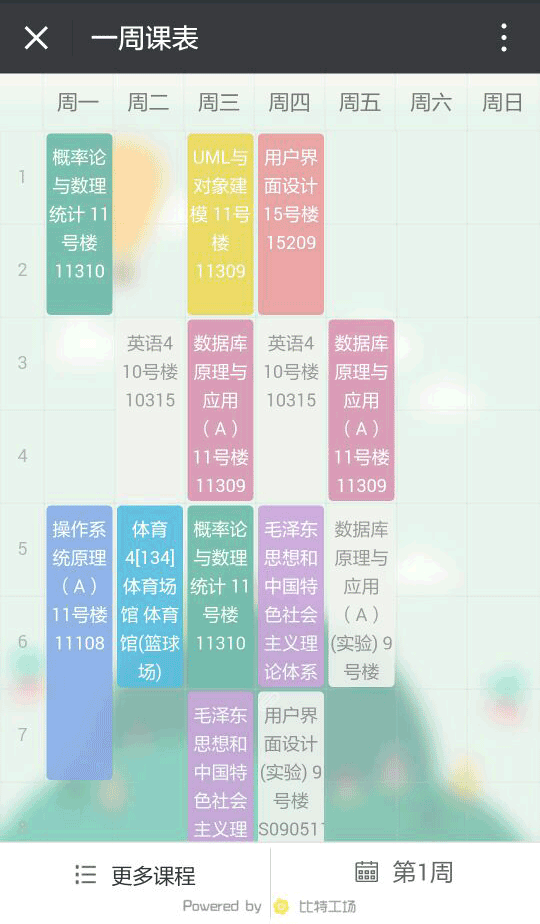 一周课表
周一 周二 周三 周四 周五 周六 周日
1
2
3
4
5
6
7
8
概率论
与数理
统计 11
号楼
11310
UML与
对象建
模 11号
楼
11309
用户界
面设计
15号楼
15209
英语4
10号楼
10315
数据库
原理与
应用
（A）
11号楼
11309
英语4
10号楼
10315
数据库
原理与
应用
（A）
11号楼
11309
操作系
统原理
（A）
11号楼
11108
体育
4[134]
体育场
馆 体育
馆(篮球
场)
概率论
与数理
统计 11
号楼
11310
毛泽东
思想和
中国特
色社会
主义理
论体系
数据库
原理与
应用
（A）
(实验) 9
号楼
毛泽东
思想和
中国特
色社会
主义理
用户界
面设计
(实验) 9
号楼
S090511
更多课程
第1周
Powered by 比特工场